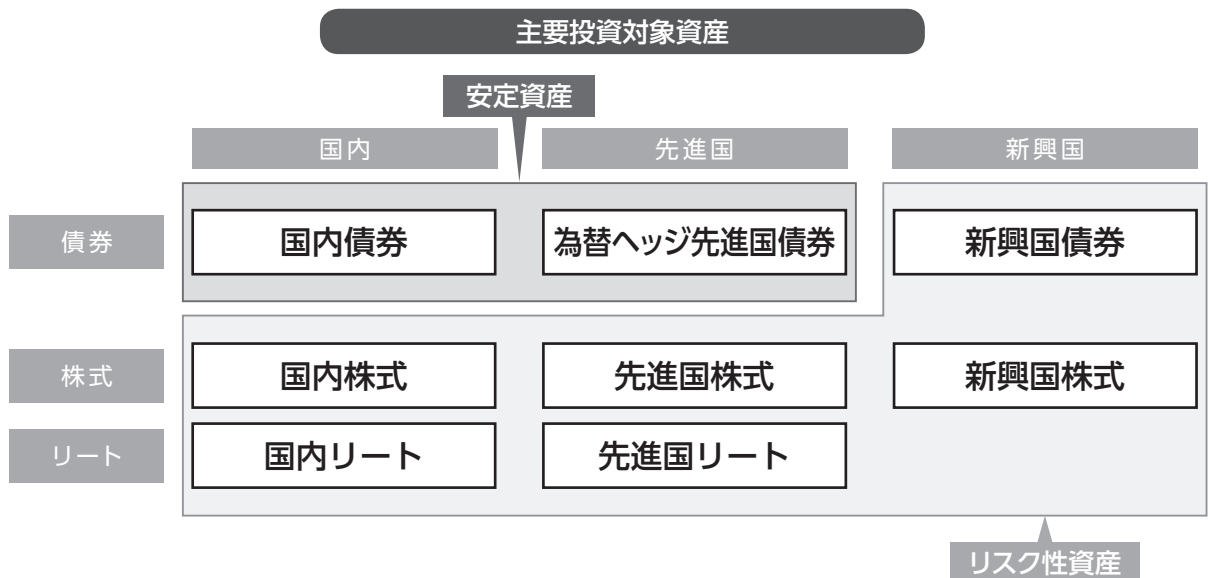 主要投資対象資産
安定資産
国内 先進国 新興国
債券 国内債券 為替ヘッジ先進国債券 新興国債券
株式 国内株式 先進国株式 新興国株式
リート 国内リート 先進国リート
リスク性資産